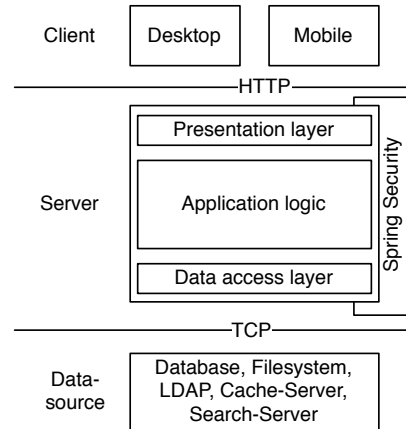 Client
Desktop
Mobile
HTTP
Server
Presentation layer
Application logic
Data access layer
Spring Security
TCP
Data-
source
Database, Filesystem,
LDAP, Cache-Server,
Search-Server